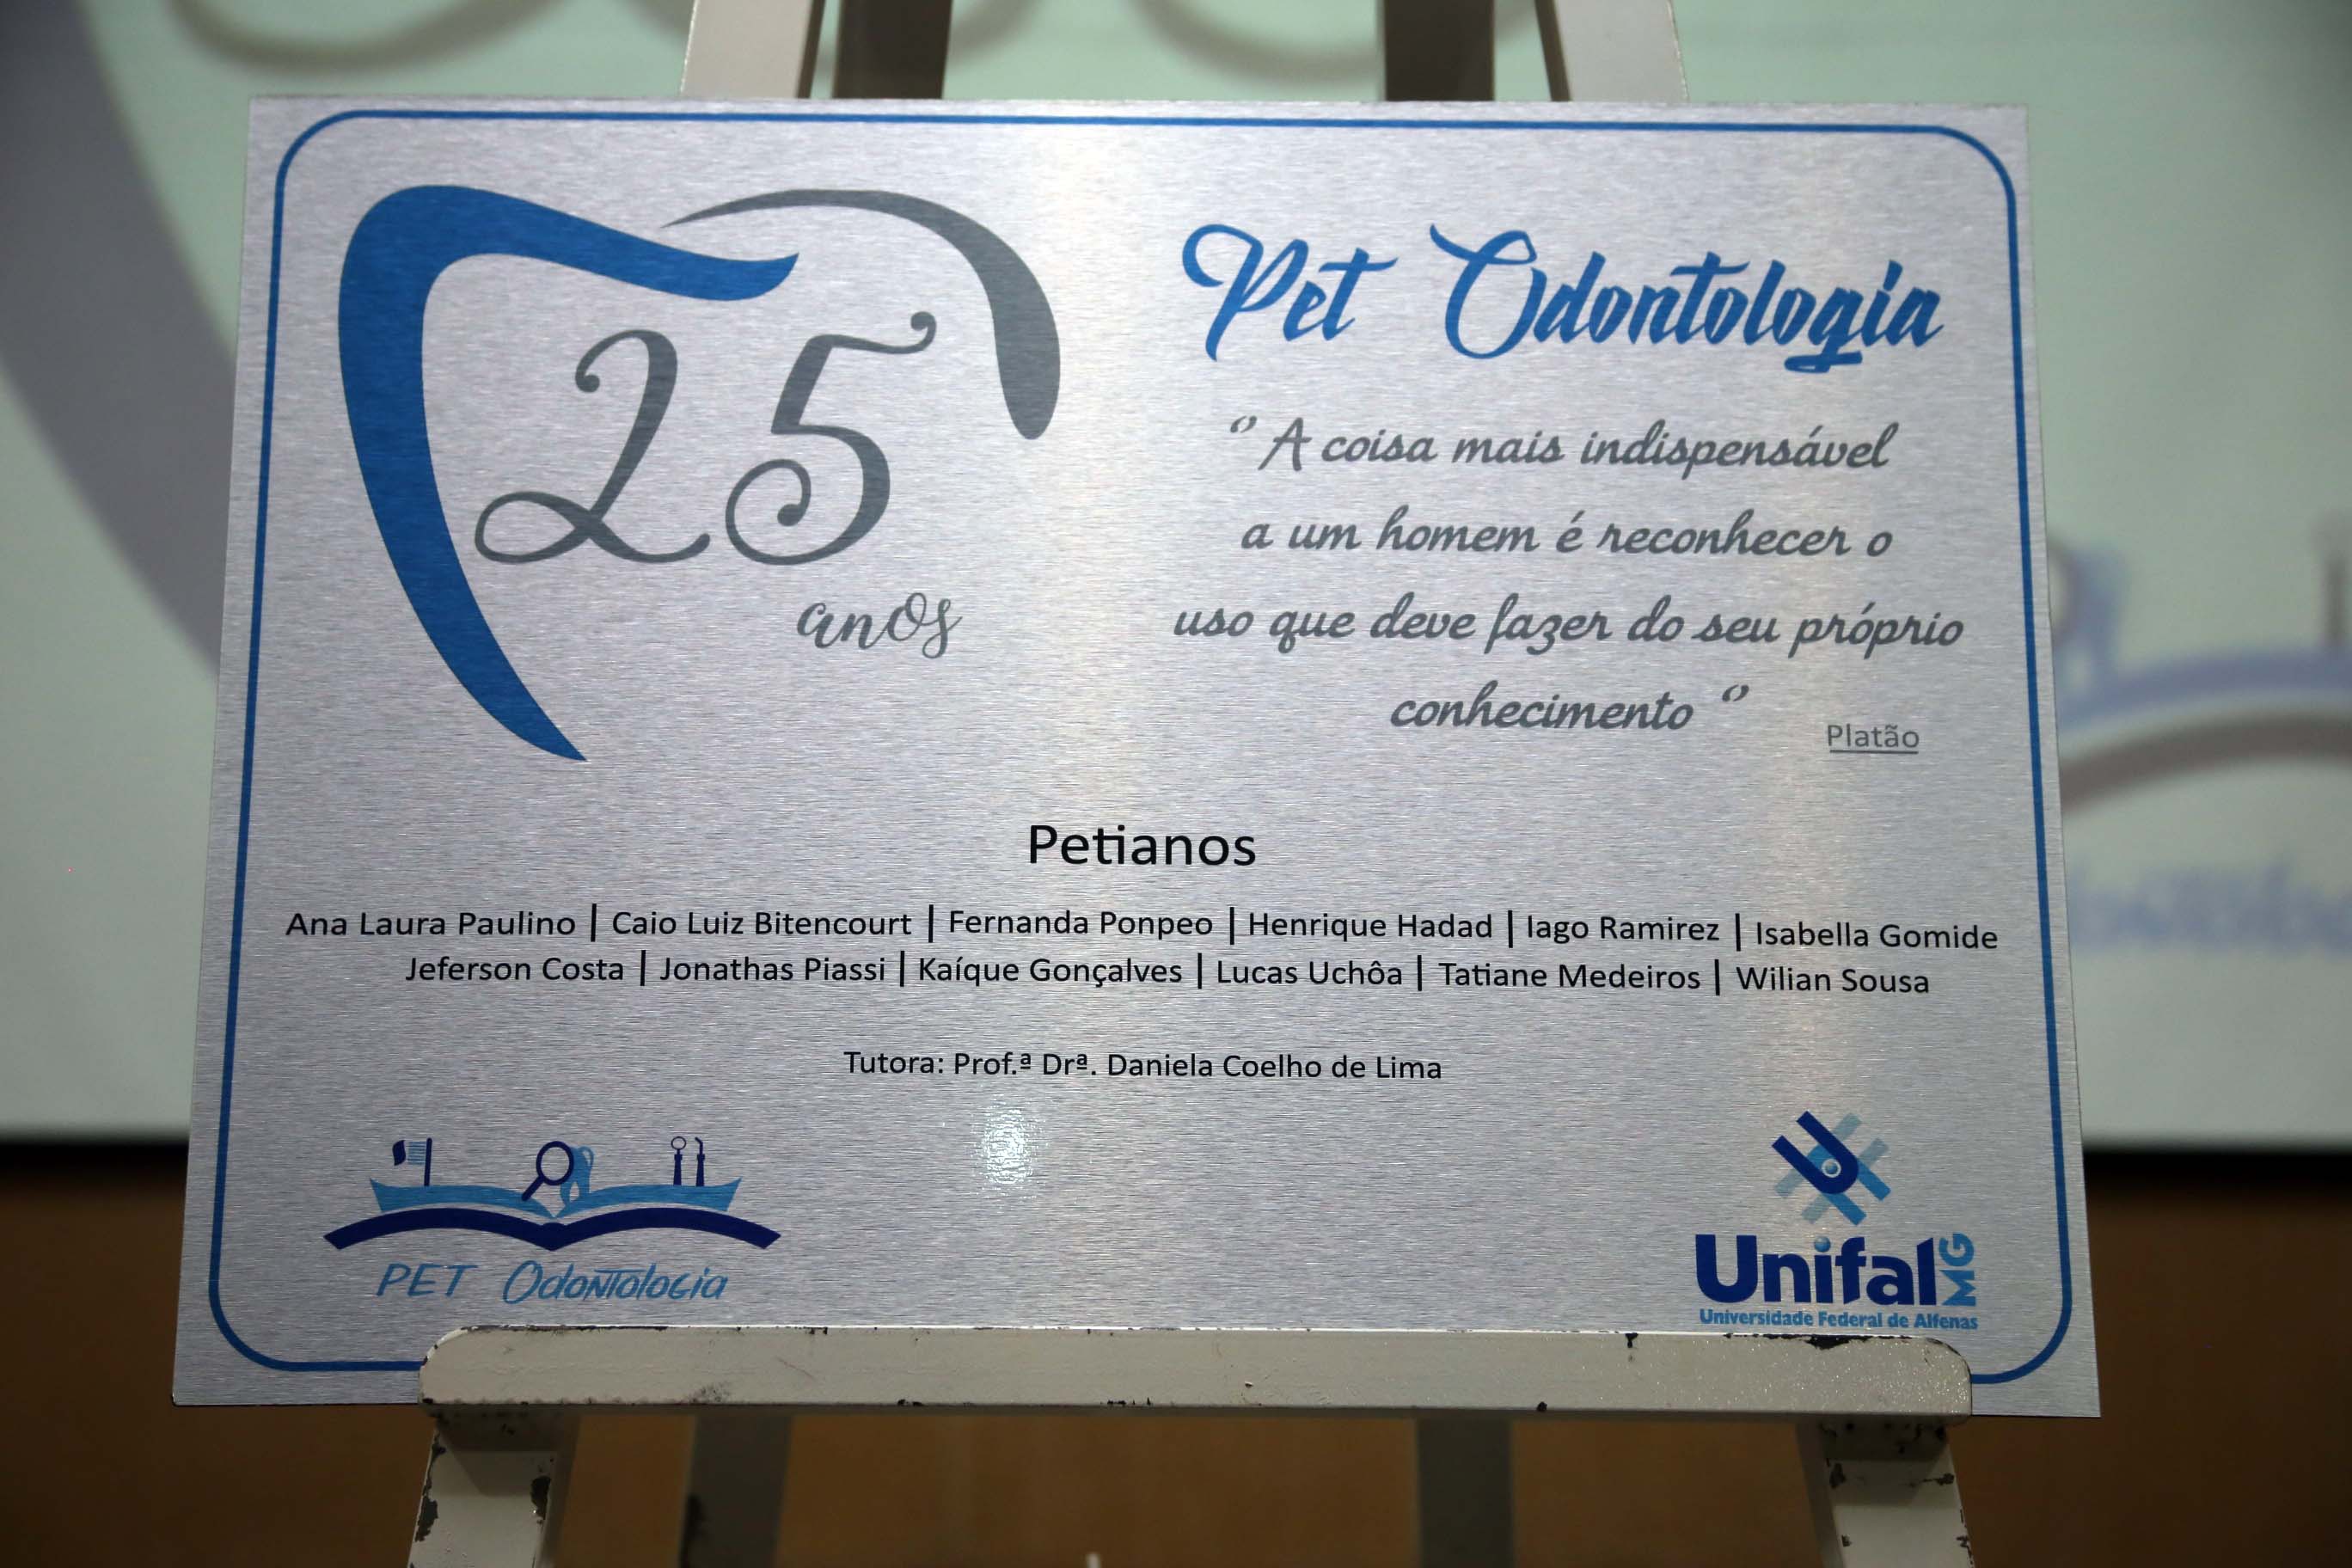 25
anos
Pet Odontologia
" A coisa mais indispensável
a um homem é reconhecer o
uso que deve fazer do seu próprio
conhecimento "
Platão
Petianos
Ana Laura Paulino | Caio Luiz Bitencourt | Fernanda Ponpeo | Henrique Hadad | Iago Ramirez | Isabella Gomide
Jeferson Costa | Jonathas Piassi | Kaíque Gonçalves | Lucas Uchôa | Tatiane Medeiros | Wilian Sousa
Tutora: Prof.ª Drª. Daniela Coelho de Lima
PET Odontologia
Unifal MG
Universidade Federal de Alfenas